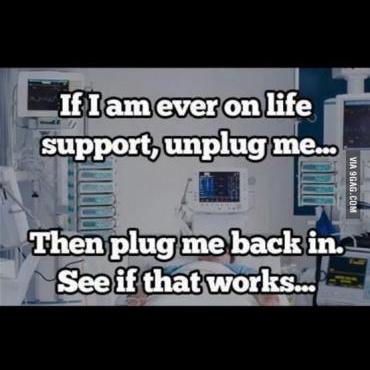 If I am ever on life
support, unplug me...
Then plug me back in.
See if that works...
VIA 9GAG.COM